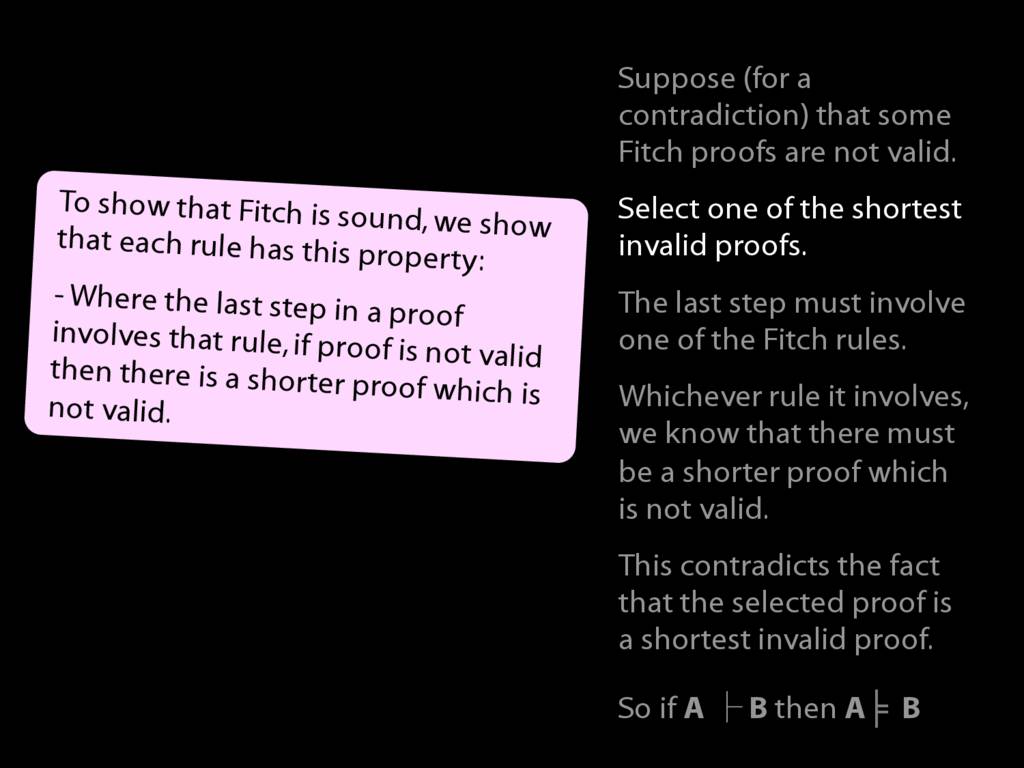 To show that Fitch is sound, we show
that each rule has this property:
- Where the last step in a proof
involves that rule, if proof is not valid
then there is a shorter proof which is
not valid.
Suppose (for a
contradiction) that some
Fitch proofs are not valid.
Select one of the shortest
invalid proofs.
The last step must involve
one of the Fitch rules.
Whichever rule it involves,
we know that there must
be a shorter proof which
is not valid.
This contradicts the fact
that the selected proof is
a shortest invalid proof.
So if A ⊢ B then A ⊨ B